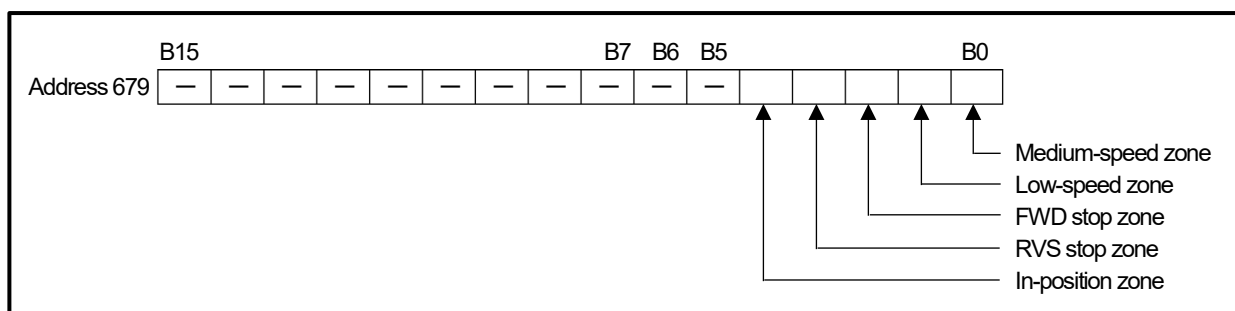 B15 B7 B6 B5 B0
Address 679 — — — — — — — — — — —
Medium-speed zone
Low-speed zone
FWD stop zone
RVS stop zone
In-position zone